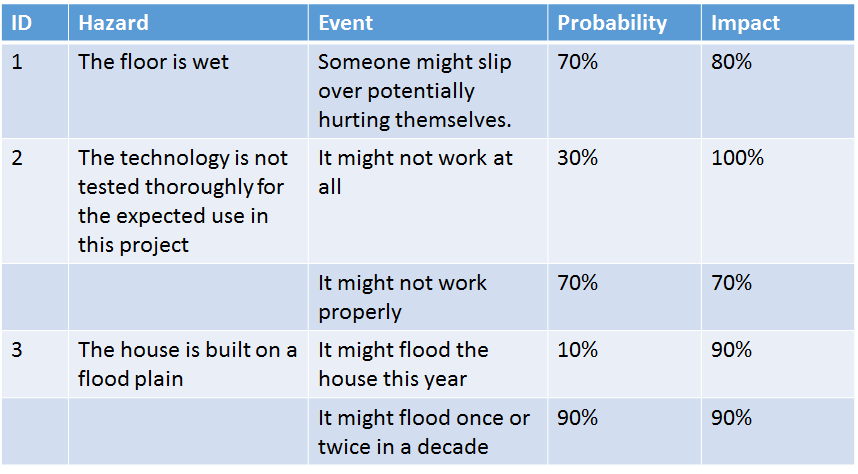 ID Hazard Event Probability Impact
1 The floor is wet Someone might slip 70% 80%
over potentially
hurting themselves.
2 The technology is not It might not work at 30% 100%
tested thoroughly for all
the expected use in
this project
It might not work 70% 70%
properly
3 The house is built on a It might flood the 10% 90%
flood plain house this year
It might flood once or 90% 90%
twice in a decade